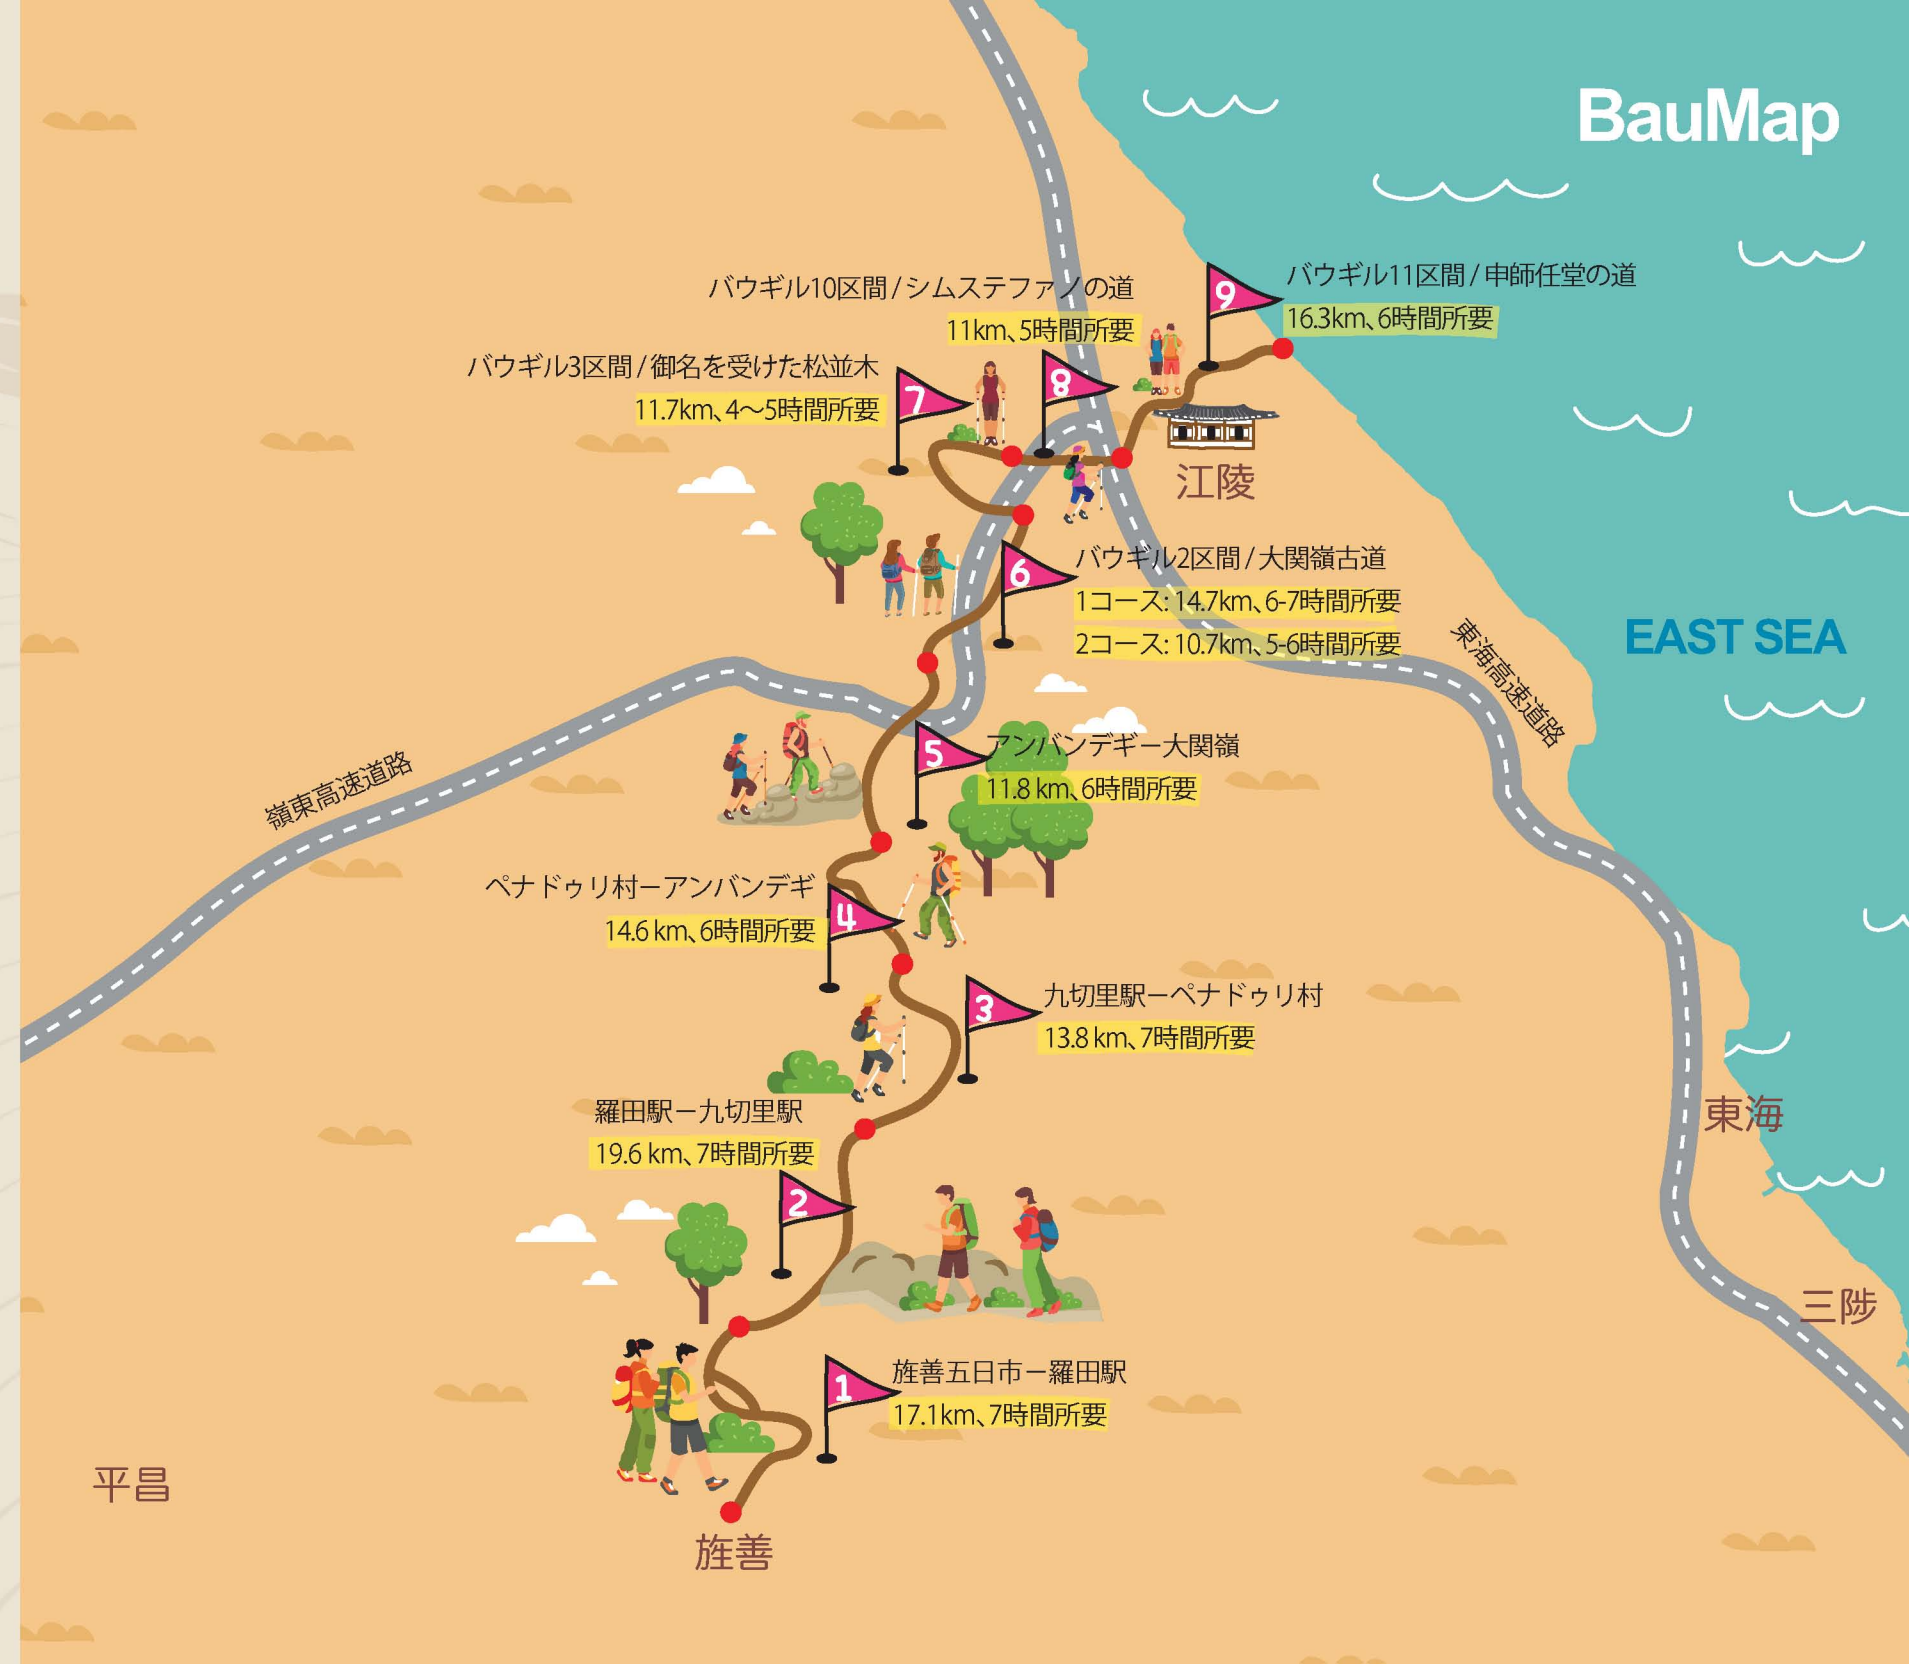 BauMap
バウギル11区間 / 申師任堂の道
16.3km、6時間所要
9
バウギル10区間 / シムステファノの道
11km、5時間所要
8
バウギル3区間 / 御名を受けた松並木
11.7km、4〜5時間所要
7
江陵
バウギル2区間 / 大関嶺古道
1コース: 14.7km、6-7時間所要
2コース: 10.7km、5-6時間所要
6
東海高速道路
EAST SEA
アンバンデギー大関嶺
11.8 km、6時間所要
5
嶺東高速道路
ペナドゥリ村ーアンバンデギ
14.6 km、6時間所要
4
九切里駅ーペナドゥリ村
13.8 km、7時間所要
3
羅田駅ー九切里駅
19.6 km、7時間所要
2
東海
三陟
旌善五日市ー羅田駅
17.1km、7時間所要
1
平昌
旌善